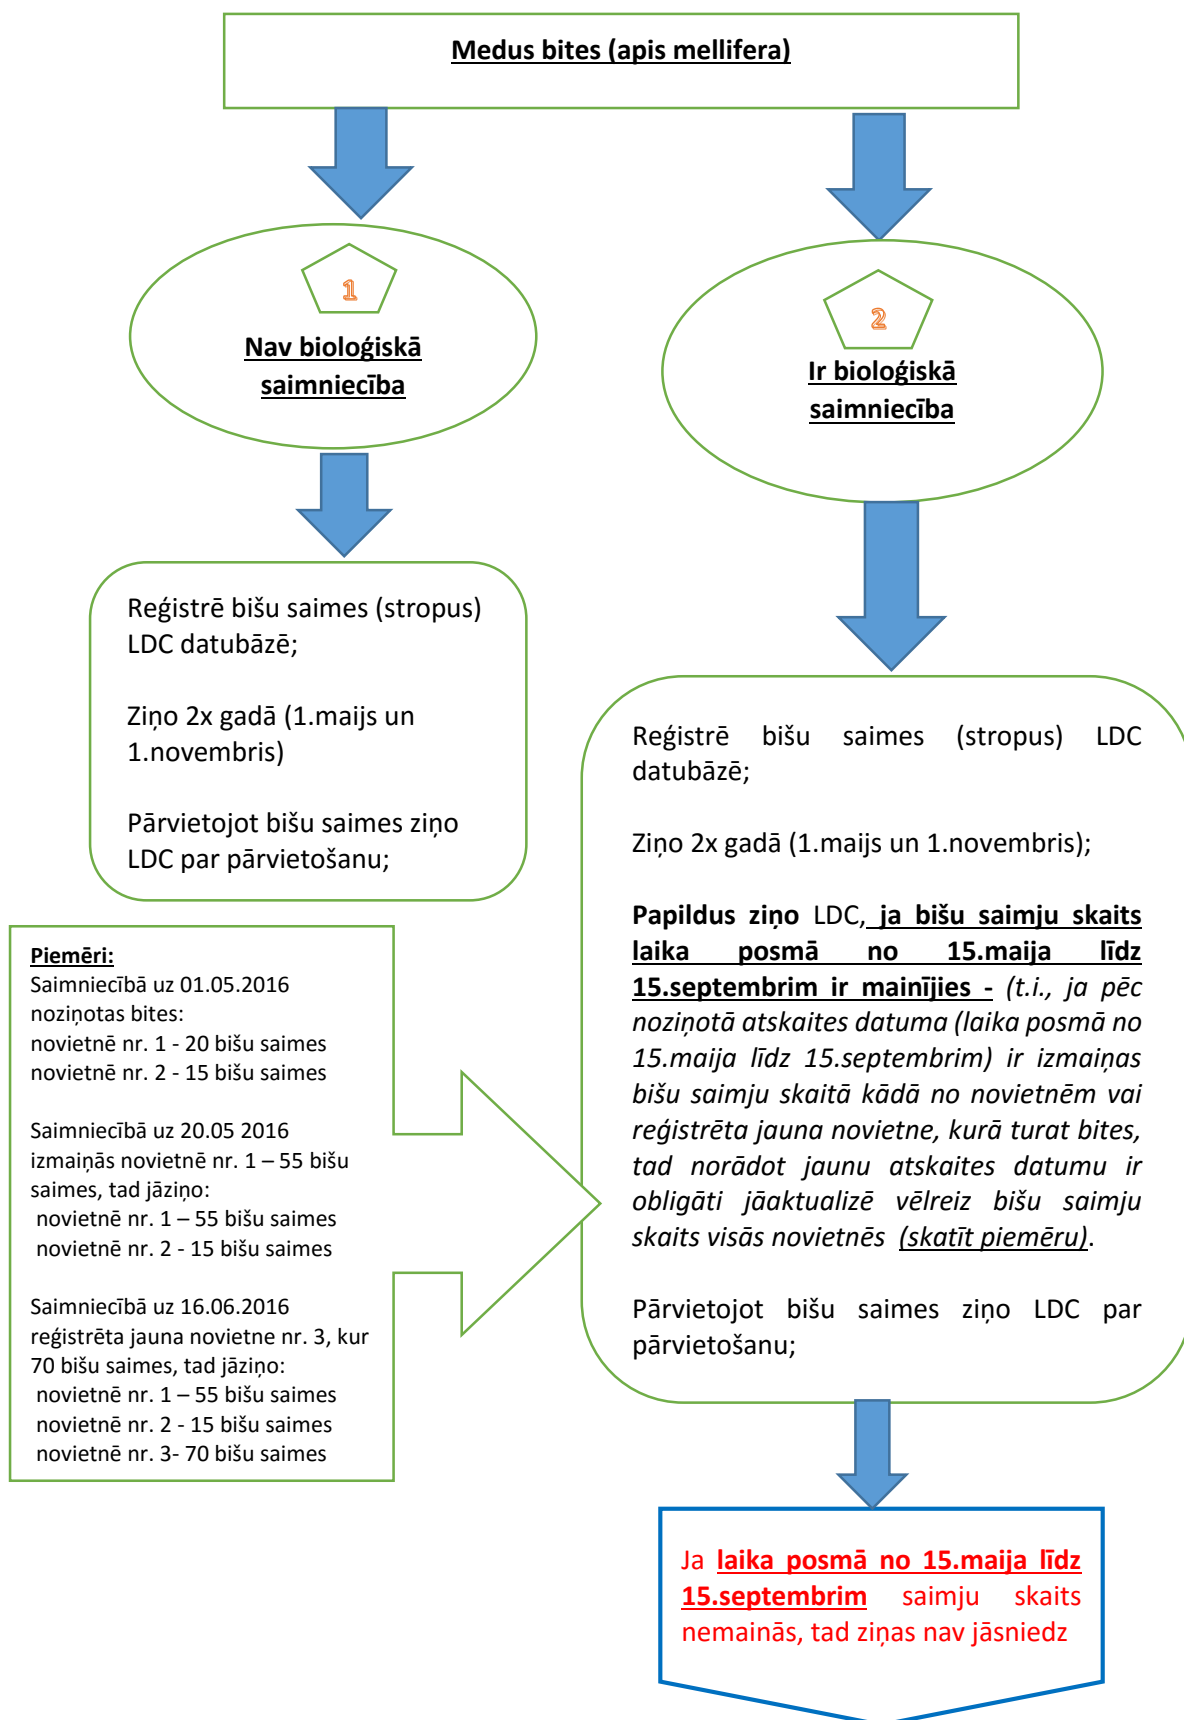 Medus bites (apis mellifera)
1
Nav bioloģiskā
saimniecība
2
Ir bioloģiskā
saimniecība
Reģistrē bišu saimes (stropus)
LDC datubāzē;
Ziņo 2x gadā (1.maijs un
1.novembris)
Pārvietojot bišu saimes ziņo
LDC par pārvietošanu;
Reģistrē bišu saimes (stropus) LDC
datubāzē;
Ziņo 2x gadā (1.maijs un 1.novembris);
Papildus ziņo LDC, ja bišu saimju skaits
laika posmā no 15.maija līdz
15.septembrim ir mainījies - (t.i., ja pēc
noziņotā atskaites datuma (laika posmā no
15.maija līdz 15.septembrim) ir izmaiņas
bišu saimju skaitā kādā no novietnēm vai
reģistrēta jauna novietne, kurā turat bites,
tad norādot jaunu atskaites datumu ir
obligāti jāaktualizē vēlreiz bišu saimju
skaits visās novietnēs (skatīt piemēru).
Pārvietojot bišu saimes ziņo LDC par
pārvietošanu;
Piemēri:
Saimniecībā uz 01.05.2016
noziņotas bites:
novietnē nr. 1 - 20 bišu saimes
novietnē nr. 2 - 15 bišu saimes
Saimniecībā uz 20.05 2016
izmaiņās novietnē nr. 1 – 55 bišu
saimes, tad jāziņo:
novietnē nr. 1 – 55 bišu saimes
novietnē nr. 2 - 15 bišu saimes
Saimniecībā uz 16.06.2016
reģistrēta jauna novietne nr. 3, kur
70 bišu saimes, tad jāziņo:
novietnē nr. 1 – 55 bišu saimes
novietnē nr. 2 - 15 bišu saimes
novietnē nr. 3- 70 bišu saimes
Ja laika posmā no 15.maija līdz
15.septembrim saimju skaits
nemainās, tad ziņas nav jāsniedz